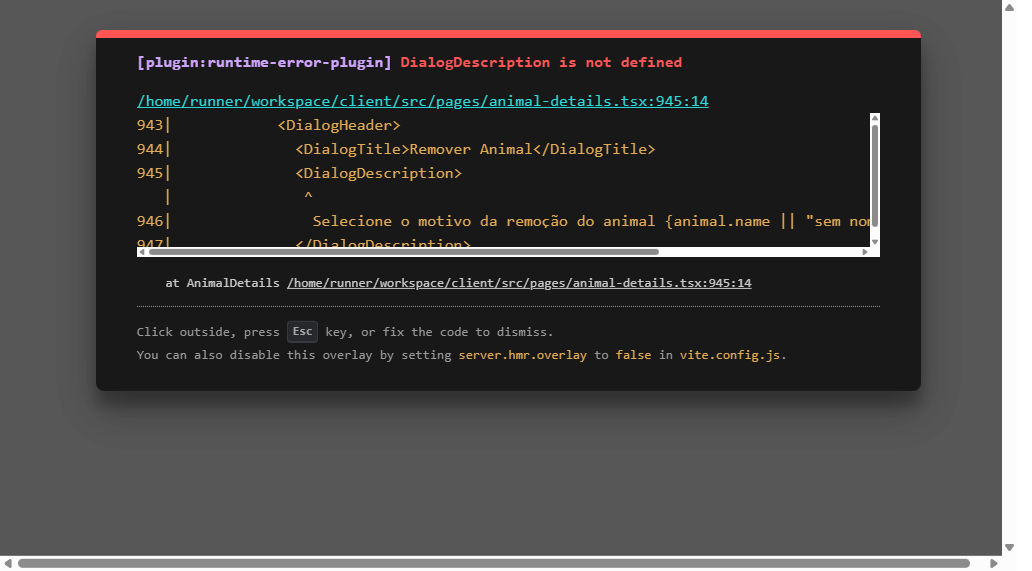 [plugin:runtime-error-plugin] DialogDescription is not defined
/home/runner/workspace/client/src/pages/animal-details.tsx:945:14
943|            <DialogHeader>
944|              <DialogTitle>Remover Animal</DialogTitle>
945|              <DialogDescription>
   |               ^
946|                Selecione o motivo da remoção do animal {animal.name || "sem
947|              </DialogDescription>
at AnimalDetails /home/runner/workspace/client/src/pages/animal-details.tsx:945:14
Click outside, press Esc key, or fix the code to dismiss.
You can also disable this overlay by setting server.hmr.overlay to false in vite.config.js.